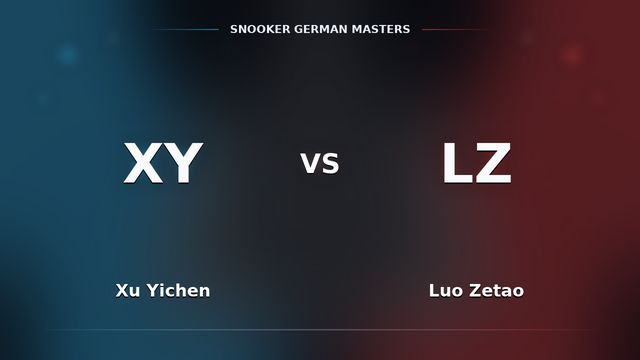 SNOOKER GERMAN MASTERS
XY
VS
LZ
Xu Yichen
Luo Zetao